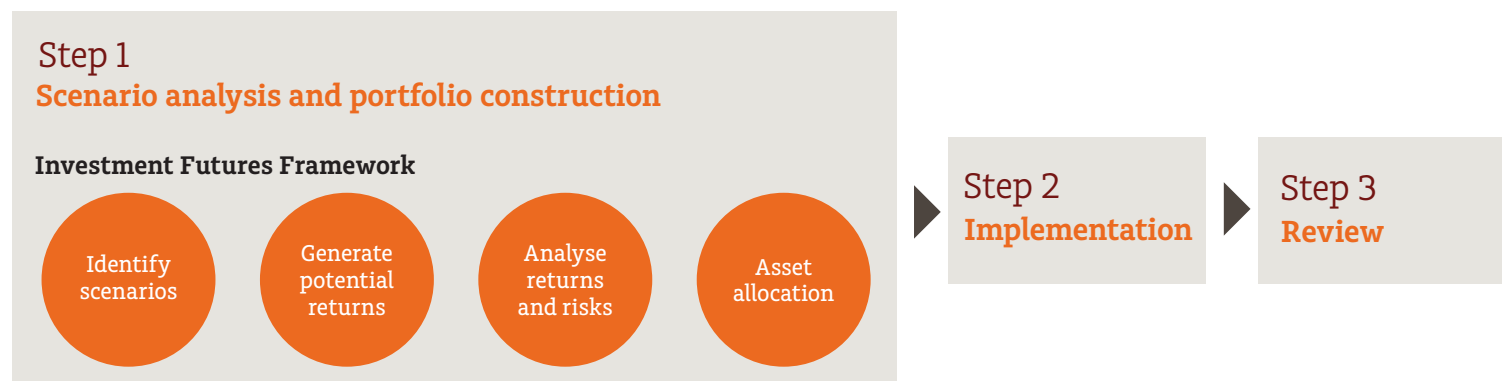 Step 1
Scenario analysis and portfolio construction
Investment Futures Framework
Identify
scenarios
Generate
potential
returns
Analyse
returns
and risks
Asset
allocation
Step 2
Implementation
Step 3
Review